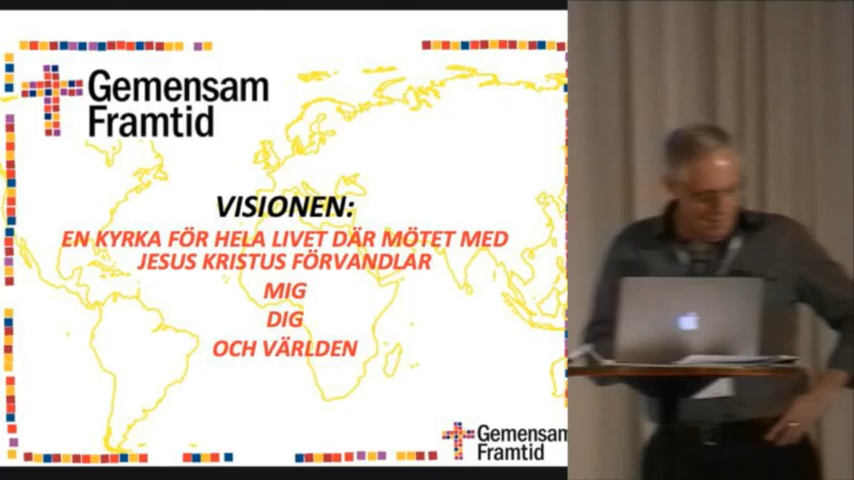 Gemensam
Framtid
VISIONEN:
EN KYRKA FÖR HELA LIVET DÄR MÖTET MED
JESUS KRISTUS FÖRVANDLAR
MIG
DIG
OCH VÄRLDEN
Gemensam
Framtid